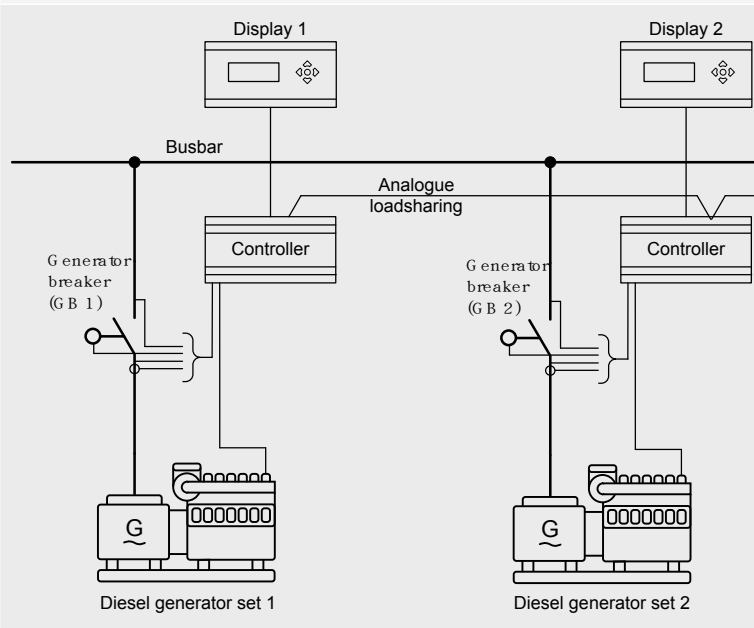 Display 1
Display 2
Busbar
Analogue
loadsharing
Controller
Controller
Generator
breaker
(GB 1)
Generator
breaker
(GB 2)
G
G
Diesel generator set 1
Diesel generator set 2